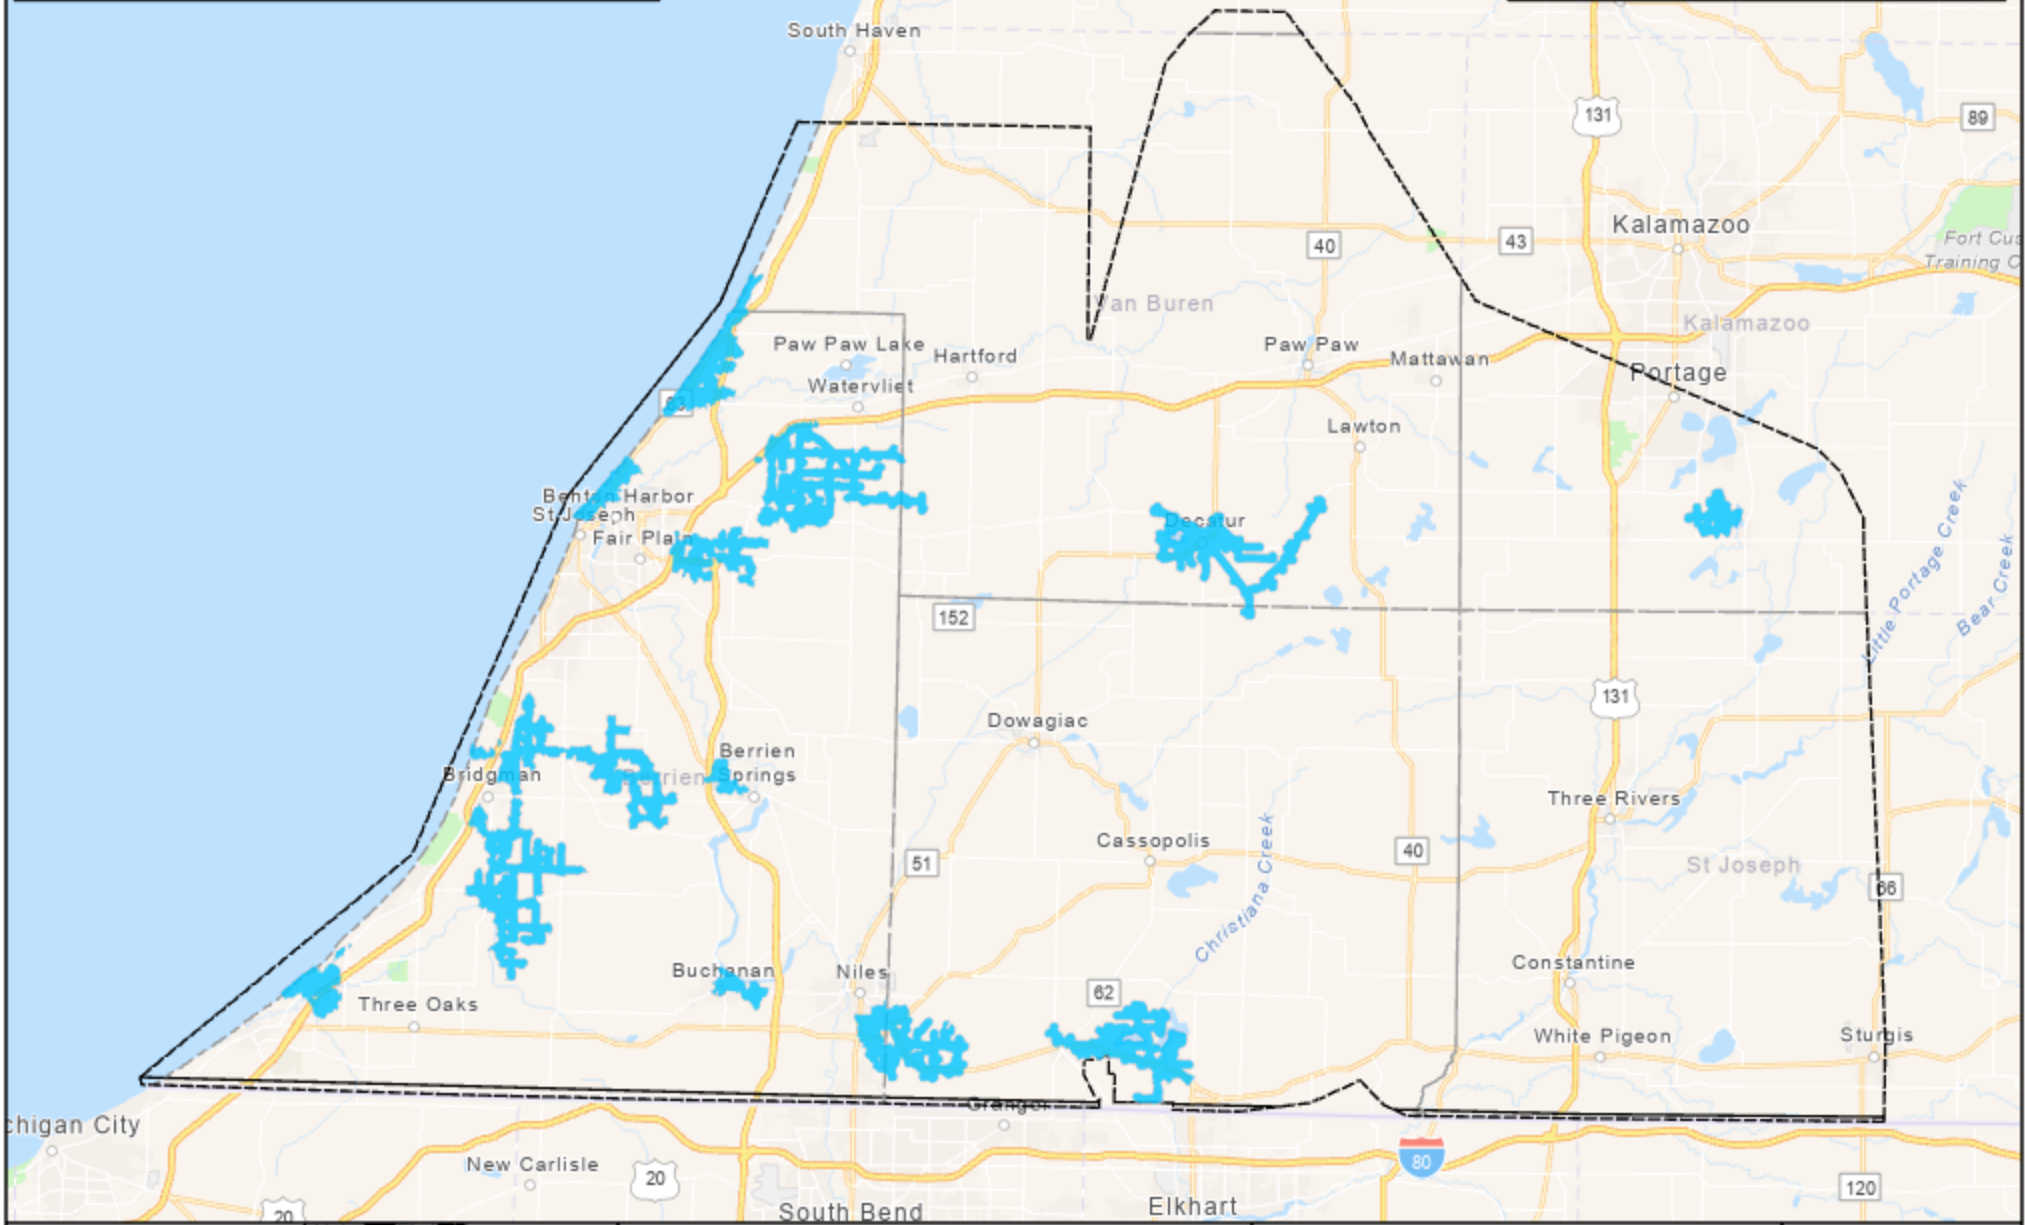 South Haven
131
89
Kalamazoo
40
43
Fort Cus
Training C
Van Buren
Kalamazoo
Paw Paw Lake
Hartford
Paw Paw
Mattawan
Watervliet
Portage
63
Lawton
Benton Harbor
St Joseph
Decatur
Fair Plain
Little Portage Creek
Bear Creek
152
131
Dowagiac
Berrien
Springs
Bridgman
Berrien
Three Rivers
Cassopolis
40
51
St Joseph
66
Christiana Creek
Buchanan
Niles
Constantine
62
Three Oaks
White Pigeon
Sturgis
Granger
chigan City
New Carlisle
20
80
120
20
South Bend
Elkhart